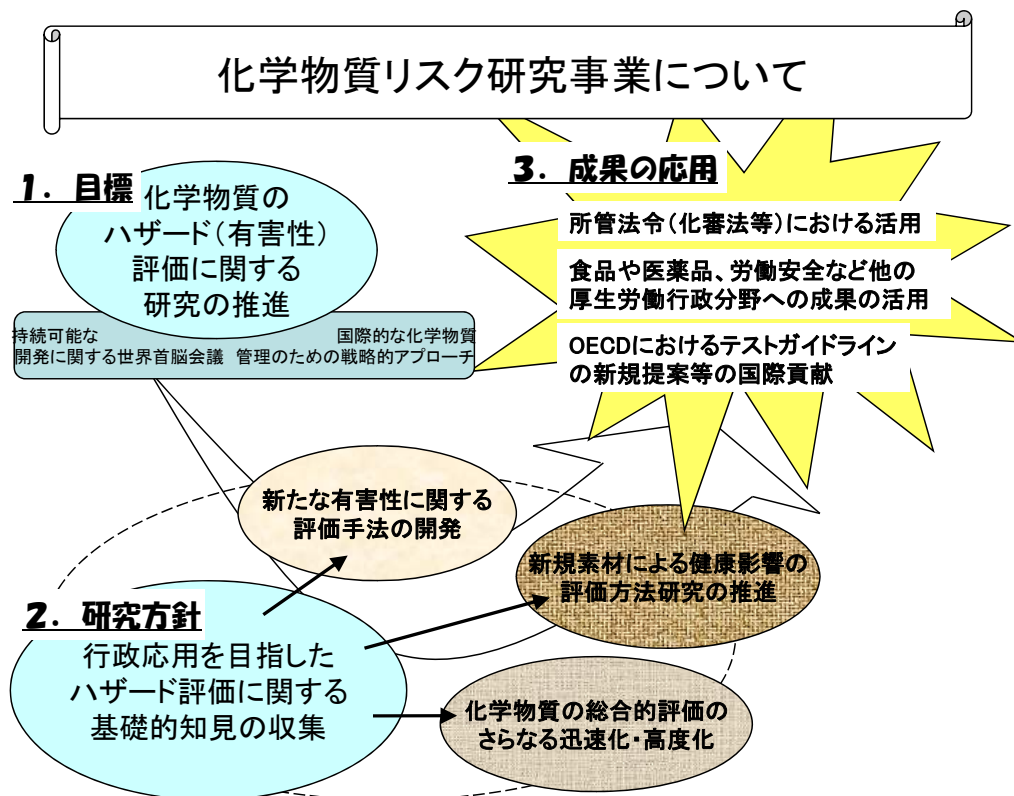 化学物質リスク研究事業について
1. 目標
化学物質の
ハザード(有害性)
評価に関する
研究の推進
持続可能な
開発に関する世界首脳会議
国際的な化学物質
管理のための戦略的アプローチ
3. 成果の応用
所管法令(化審法等)における活用
食品や医薬品、労働安全など他の
厚生労働行政分野への成果の活用
OECDにおけるテストガイドライン
の新規提案等の国際貢献
2. 研究方針
行政応用を目指した
ハザード評価に関する
基礎的知見の収集
新たな有害性に関する
評価手法の開発
新規素材による健康影響の
評価方法研究の推進
化学物質の総合的評価の
さらなる迅速化・高度化